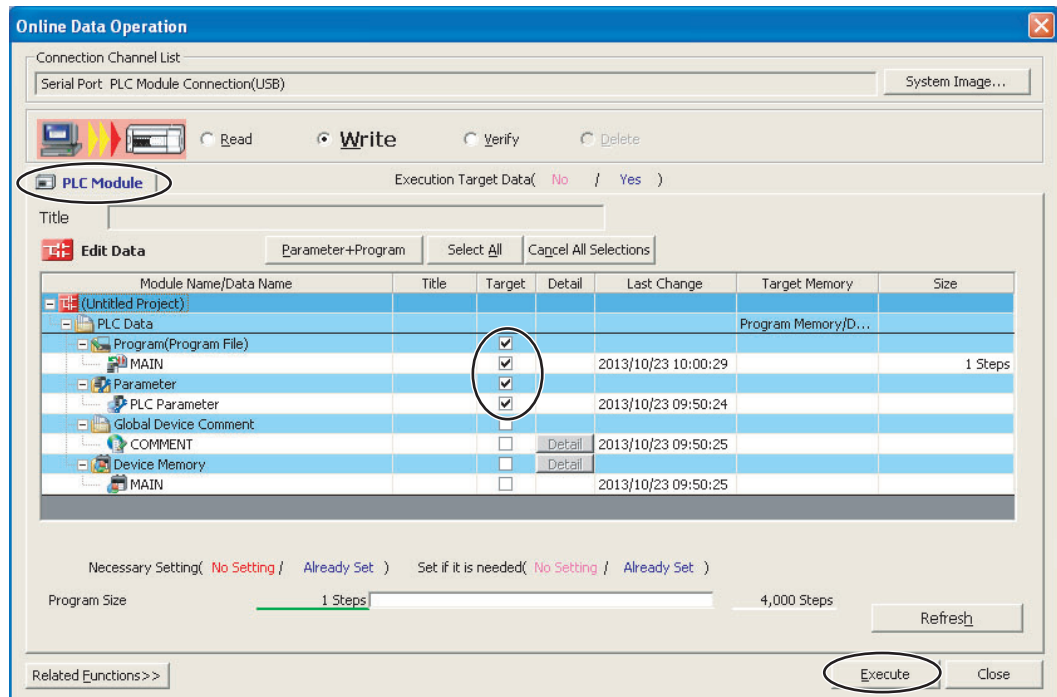 Online Data Operation
Connection Channel List
Serial Port PLC Module Connection(USB)
System Image...
Read Write Verify Delete
PLC Module
Execution Target Data( No / Yes )
Title
Edit Data Parameter+Program Select All Cancel All Selections
Module Name/Data Name Title Target Detail Last Change Target Memory Size
(Untitled Project)
PLC Data Program Memory/D...
Program(Program File)
MAIN 2013/10/23 10:00:29 1 Steps
Parameter
PLC Parameter 2013/10/23 09:50:24
Global Device Comment
COMMENT Detail 2013/10/23 09:50:25
Device Memory Detail
MAIN 2013/10/23 09:50:25
Necessary Setting( No Setting / Already Set ) Set if it is needed( No Setting / Already Set )
Program Size 1 Steps 4,000 Steps
Refresh
Related Functions>> Execute Close